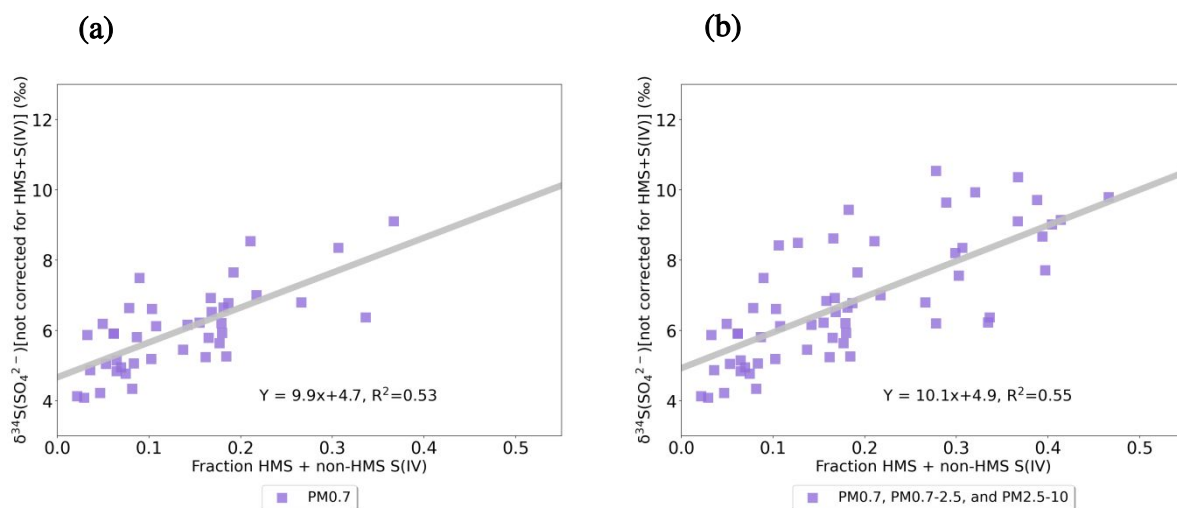 (a)
δ³⁴S(SO₄²⁻)[not corrected for HMS+S(IV)] (‰)
12
10
8
6
4
Y = 9.9x+4.7, R²=0.53
0.0 0.1 0.2 0.3 0.4 0.5
Fraction HMS + non-HMS S(IV)
PM0.7
(b)
δ³⁴S(SO₄²⁻)[not corrected for HMS+S(IV)] (‰)
12
10
8
6
4
Y = 10.1x+4.9, R²=0.55
0.0 0.1 0.2 0.3 0.4 0.5
Fraction HMS + non-HMS S(IV)
PM0.7, PM0.7-2.5, and PM2.5-10